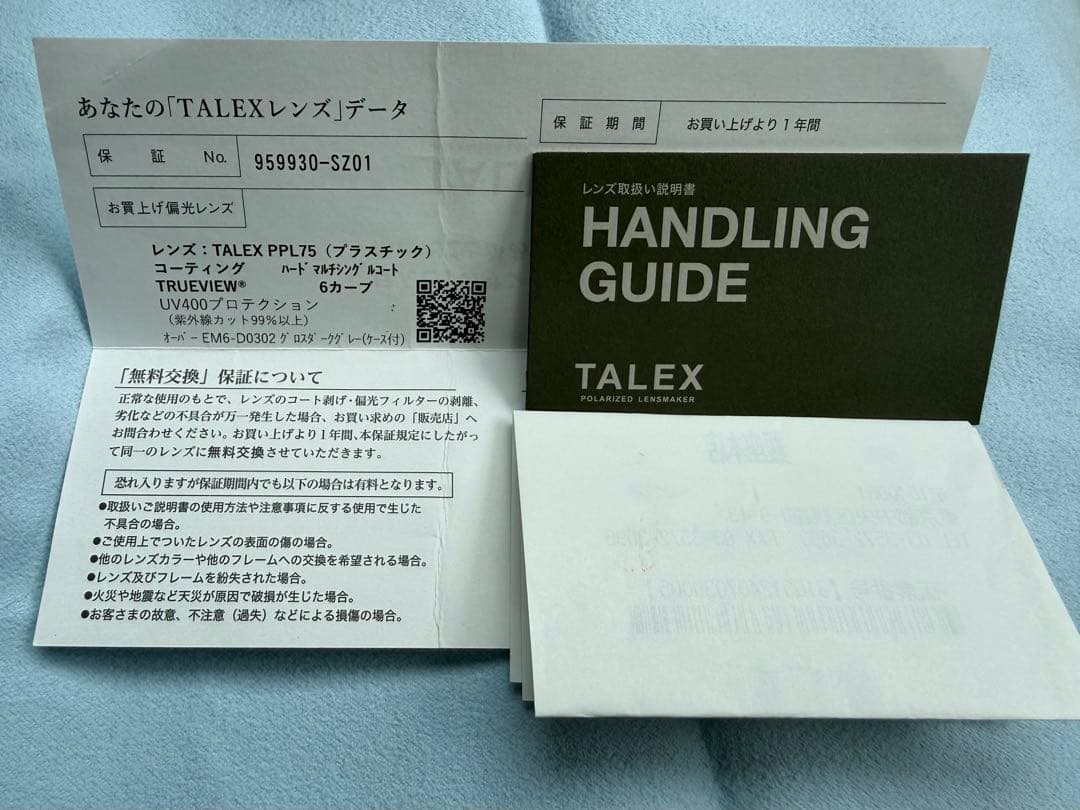 あなたの「TALEXレンズ」データ
保証期間 お買い上げより1年間
保証 No. 959930-SZ01
お買上げ偏光レンズ
レンズ：TALEX PPL75（プラスチック）
コーティング ﾊｰﾄﾞﾏﾙﾁｼﾝｸﾞﾙｺｰﾄ
TRUEVIEW® 6カーブ
UV400プロテクション
（紫外線カット99%以上）
ｵｰﾊﾞｰ EM6-D0302 ｸﾞﾛｽﾀﾞｰｸｸﾞﾚｰ(ｹｰｽﾞ付)
「無料交換」保証について
正常な使用のもとで、レンズのコート剥げ・偏光フィルターの剥離、
劣化などの不具合が万一発生した場合、お買い求めの「販売店」へ
お問合わせください。お買い上げより1年間、本保証規定にしたがっ
て同一のレンズに無料交換させていただきます。
恐れ入りますが保証期間内でも以下の場合は有料となります。
●取扱いご説明書の使用方法や注意事項に反する使用で生じた
不具合の場合。
●ご使用上でついたレンズの表面の傷の場合。
●他のレンズカラーや他のフレームへの交換を希望される場合。
●レンズ及びフレームを紛失された場合。
●火災や地震など天災が原因で破損が生じた場合。
●お客さまの故意、不注意（過失）などによる損傷の場合。
レンズ取扱い説明書
HANDLING
GUIDE
TALEX
POLARIZED LENSMAKER